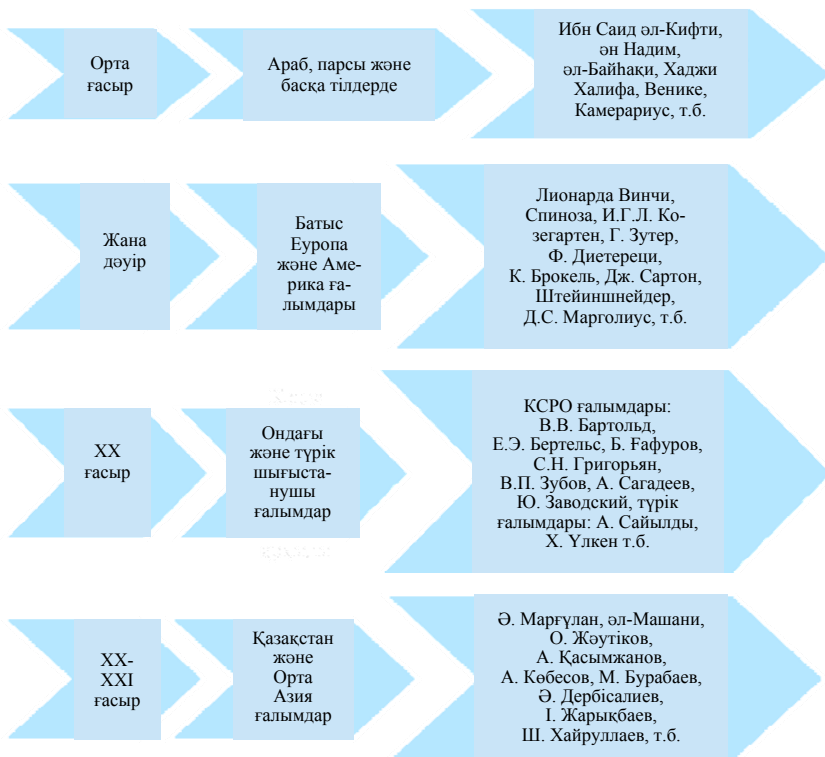 Орта
ғасыр
Араб, парсы және
басқа тілдерде
Ибн Саид әл-Кифти,
ән Надим,
әл-Байһақи, Хаджи
Халифа, Венике,
Камерариус, т.б.
Жана
дәуір
Батыс
Еуропа
және Аме-
рика ға-
лымдары
Лионарда Винчи,
Спиноза, И.Г.Л. Ко-
зегартен, Г. Зутер,
Ф. Диетереци,
К. Брокель, Дж. Сартон,
Штейиншнейдер,
Д.С. Марголиус, т.б.
ХХ
ғасыр
Ондағы
және түрік
шығыста-
нушы
ғалымдар
КСРО ғалымдары:
В.В. Бартольд,
Е.Э. Бертельс, Б. Ғафуров,
С.Н. Григорьян,
В.П. Зубов, А. Сагадеев,
Ю. Заводский, түрік
ғалымдары: А. Сайылды,
Х. Үлкен т.б.
ХХ-
ХХІ
ғасыр
Қазақстан
және
Орта
Азия
ғалымдар
Ә. Марғұлан, әл-Машани,
О. Жәутіков,
А. Қасымжанов,
А. Көбесов, М. Бурабаев,
Ә. Дербісалиев,
І. Жарықбаев,
Ш. Хайруллаев, т.б.